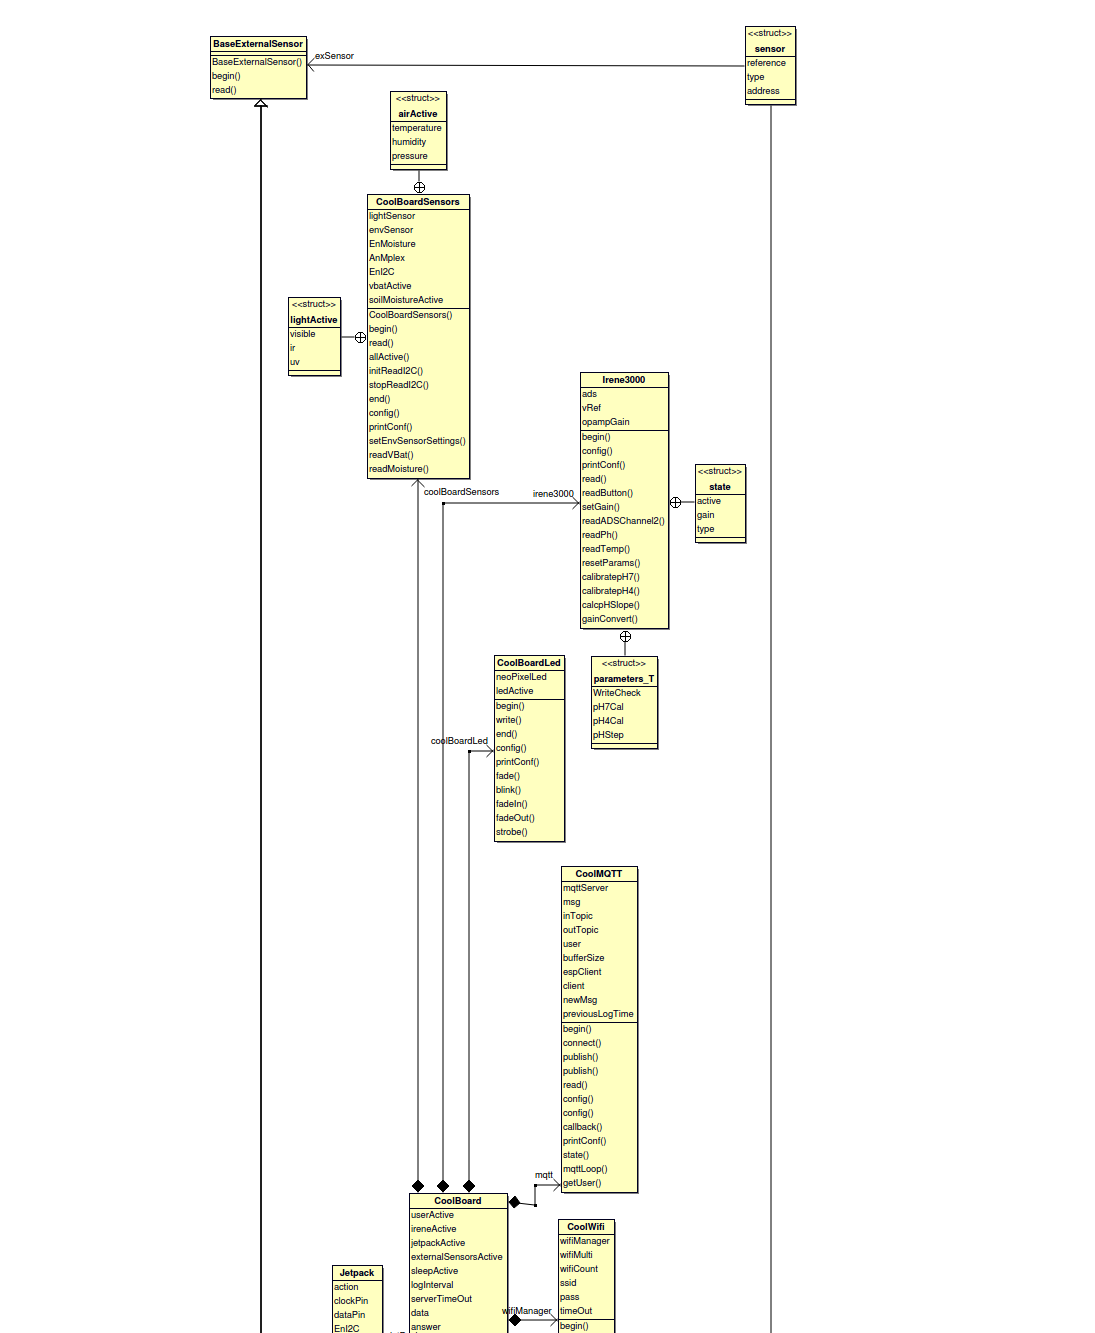 BaseExternalSensor
BaseExternalSensor()
begin()
read()
exSensor
<<struct>>
sensor
reference
type
address
<<struct>>
airActive
temperature
humidity
pressure
CoolBoardSensors
lightSensor
envSensor
EnMoisture
AnMplex
EnI2C
vbatActive
soilMoistureActive
CoolBoardSensors()
begin()
read()
allActive()
initReadI2C()
stopReadI2C()
end()
config()
printConf()
setEnvSensorSettings()
readVBat()
readMoisture()
<<struct>>
lightActive
visible
ir
uv
Irene3000
ads
vRef
opampGain
begin()
config()
printConf()
read()
readButton()
setGain()
readADSChannel2()
readPh()
readTemp()
resetParams()
calibratepH7()
calibratepH4()
calcpHSlope()
gainConvert()
<<struct>>
state
active
gain
type
coolBoardSensors
irene3000
<<struct>>
parameters_T
WriteCheck
pH7Cal
pH4Cal
pHStep
CoolBoardLed
neoPixelLed
ledActive
begin()
write()
end()
config()
printConf()
fade()
blink()
fadeIn()
fadeOut()
strobe()
coolBoardLed
CoolMQTT
mqttServer
msg
inTopic
outTopic
user
bufferSize
espClient
client
newMsg
previousLogTime
begin()
connect()
publish()
publish()
read()
config()
config()
callback()
printConf()
state()
mqttLoop()
getUser()
mqtt
CoolBoard
userActive
ireneActive
jetpackActive
externalSensorsActive
sleepActive
logInterval
serverTimeOut
data
answer
CoolWifi
wifiManager
wifiMulti
wifiCount
ssid
pass
timeOut
begin()
wifiManager
Jetpack
action
clockPin
dataPin
EnI2C